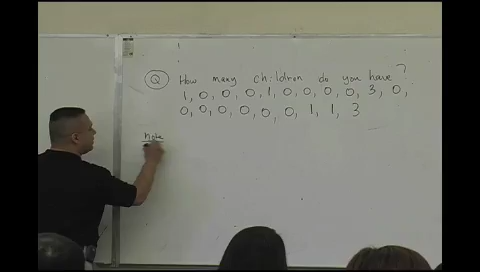 Q How many children do you have?
1, 0, 0, 0, 1, 0, 0, 0, 0, 3, 0,
0, 0, 0, 0, 0, 0, 1, 1, 3
Note